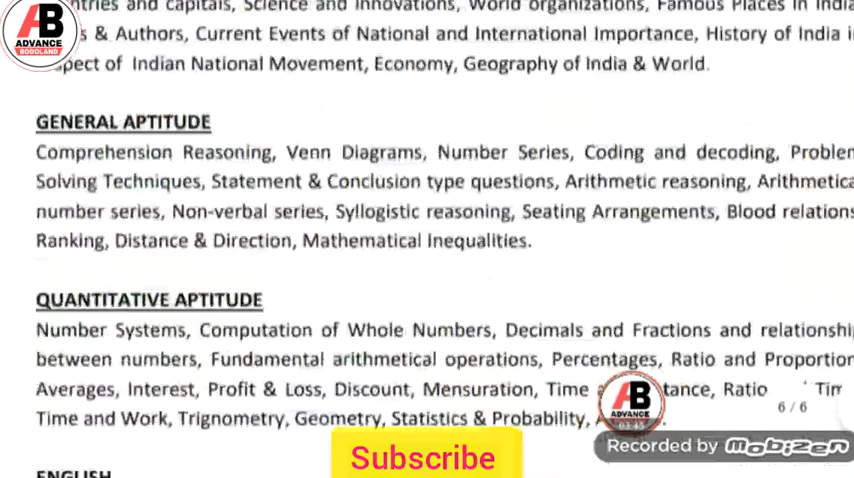 AB
ADVANCE
BODOLAND
ntries and capitals, Science and Innovations, World organizations, Famous Places in India
s & Authors, Current Events of National and International Importance, History of India i
pect of Indian National Movement, Economy, Geography of India & World.
GENERAL APTITUDE
Comprehension Reasoning, Venn Diagrams, Number Series, Coding and decoding, Problem
Solving Techniques, Statement & Conclusion type questions, Arithmetic reasoning, Arithmetica
number series, Non-verbal series, Syllogistic reasoning, Seating Arrangements, Blood relations
Ranking, Distance & Direction, Mathematical Inequalities.
QUANTITATIVE APTITUDE
Number Systems, Computation of Whole Numbers, Decimals and Fractions and relationshi
between numbers, Fundamental arithmetical operations, Percentages, Ratio and Proportion
Averages, Interest, Profit & Loss, Discount, Mensuration, Time tance, Ratio Tim
Time and Work, Trignometry, Geometry, Statistics & Probability,
AB
ADVANCE
03:45
6 / 6
Subscribe
Recorded by mobizen
ENGLISH